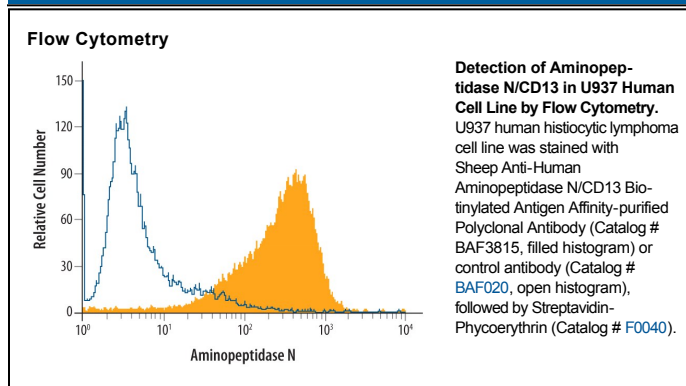 Flow Cytometry
150
120
90
60
30
0
Relative Cell Number
10⁰ 10¹ 10² 10³ 10⁴
Aminopeptidase N
Detection of Aminopep-
tidase N/CD13 in U937 Human
Cell Line by Flow Cytometry.
U937 human histiocytic lymphoma
cell line was stained with
Sheep Anti-Human
Aminopeptidase N/CD13 Bio-
tinylated Antigen Affinity-purified
Polyclonal Antibody (Catalog #
BAF3815, filled histogram) or
control antibody (Catalog #
BAF020, open histogram),
followed by Streptavidin-
Phycoerythrin (Catalog # F0040).